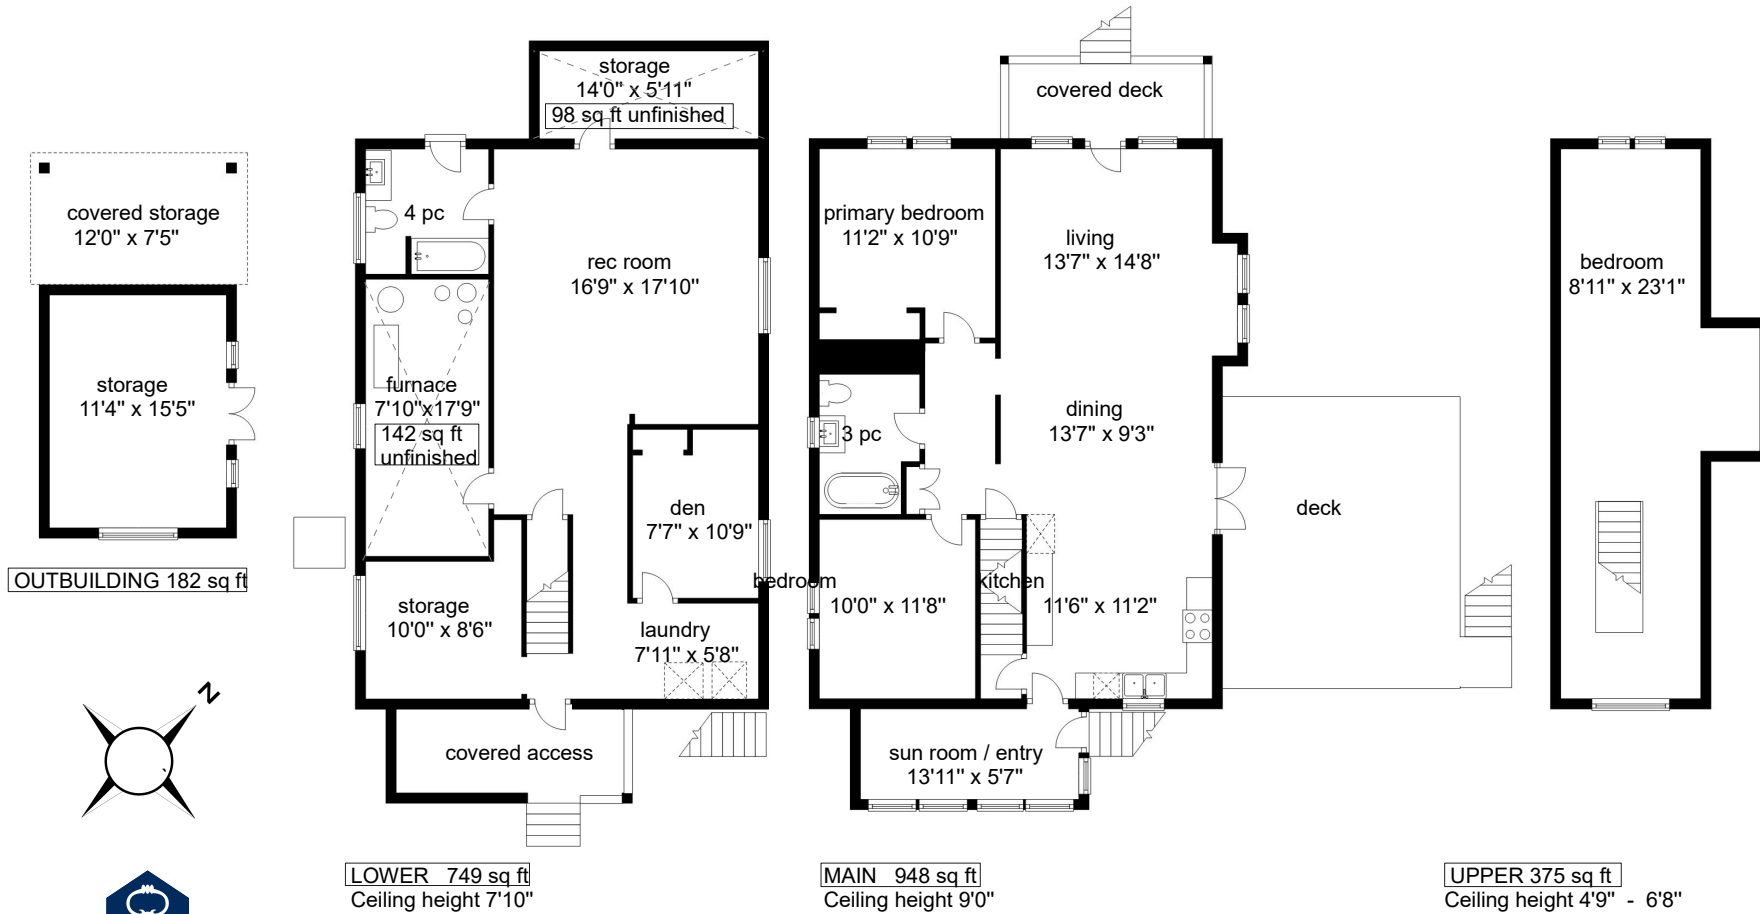 covered storage
12'0" x 7'5"
storage
11'4" x 15'5"
OUTBUILDING 182 sq ft
N
storage
14'0" x 5'11"
98 sq ft unfinished
4 pc
rec room
16'9" x 17'10"
furnace
7'10"x17'9"
142 sq ft
unfinished
den
7'7" x 10'9"
storage
10'0" x 8'6"
laundry
7'11" x 5'8"
covered access
LOWER 749 sq ft
Ceiling height 7'10"
covered deck
primary bedroom
11'2" x 10'9"
living
13'7" x 14'8"
dining
13'7" x 9'3"
3 pc
bedroom
10'0" x 11'8"
kitchen
11'6" x 11'2"
deck
sun room / entry
13'11" x 5'7"
MAIN 948 sq ft
Ceiling height 9'0"
bedroom
8'11" x 23'1"
UPPER 375 sq ft
Ceiling height 4'9" - 6'8"